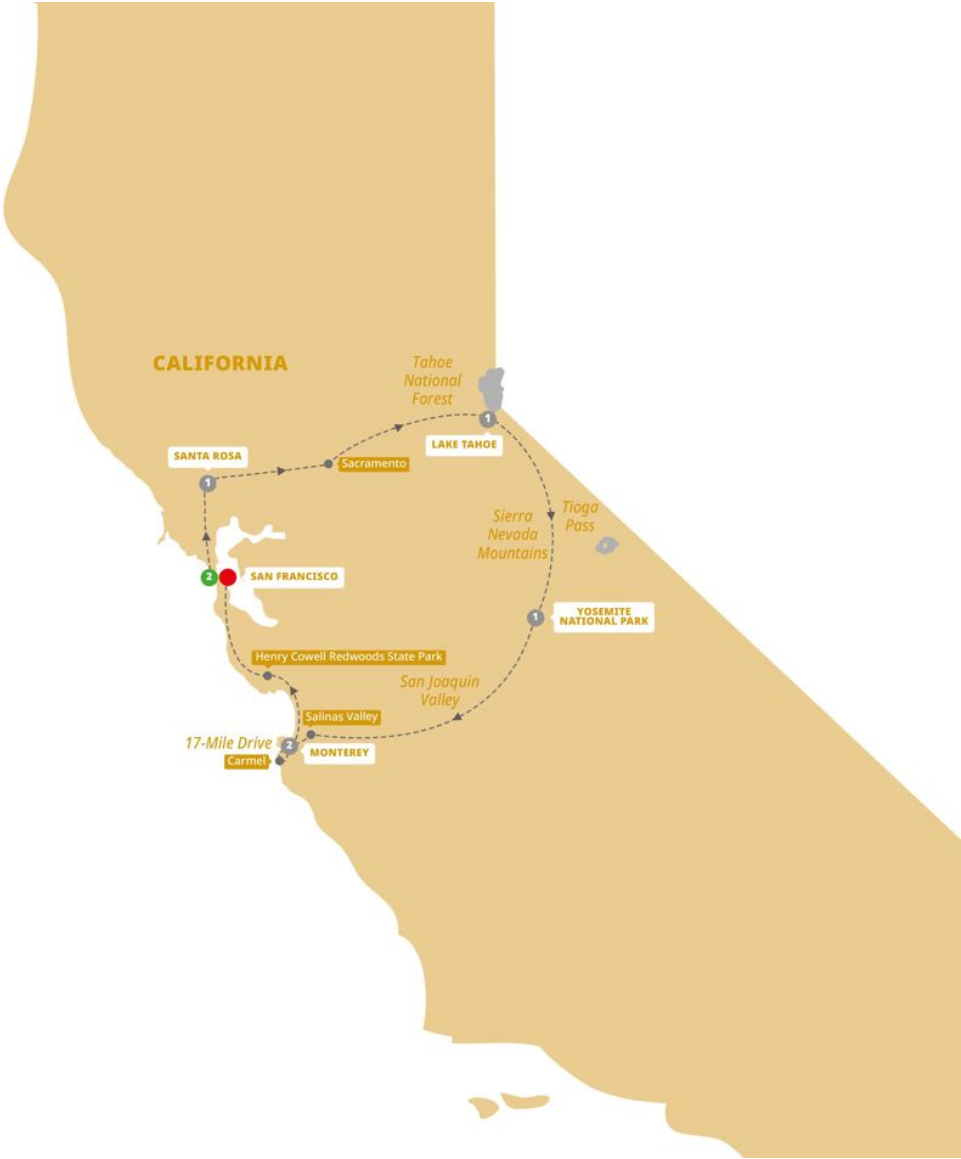 CALIFORNIA
Tahoe
National
Forest
1
LAKE TAHOE
SANTA ROSA
1
Sacramento
Sierra
Nevada
Mountains
Tioga
Pass
2
SAN FRANCISCO
1
YOSEMITE
NATIONAL PARK
Henry Cowell Redwoods State Park
San Joaquin
Valley
Salinas Valley
17-Mile Drive
2
MONTEREY
Carmel